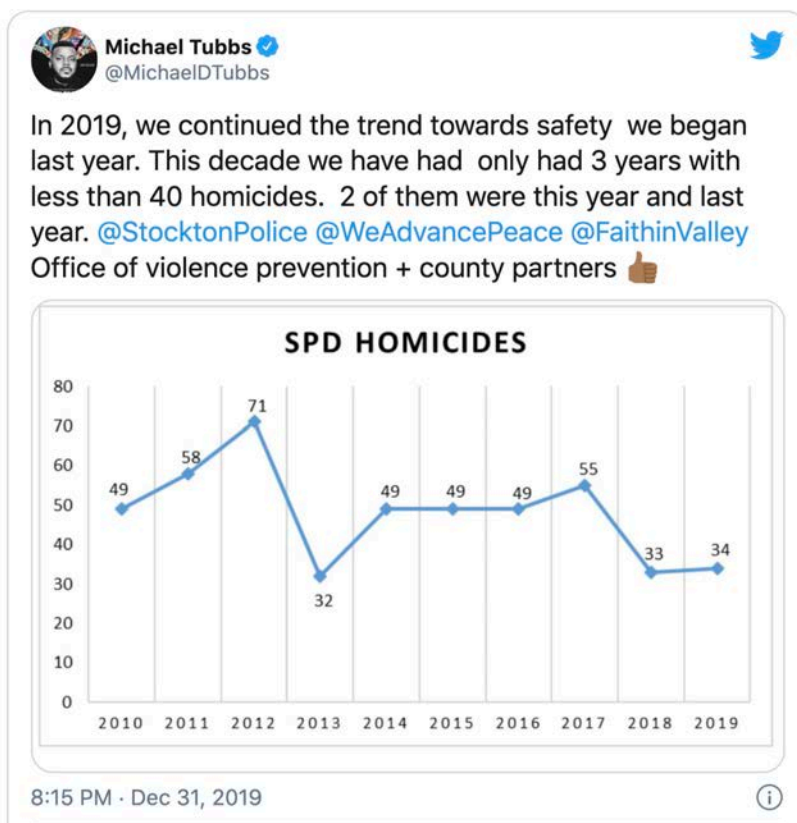 Michael Tubbs
@MichaelDTubbs
In 2019, we continued the trend towards safety  we began
last year. This decade we have had  only had 3 years with
less than 40 homicides.  2 of them were this year and last
year. @StocktonPolice @WeAdvancePeace @FaithinValley
Office of violence prevention + county partners 👍🏾
SPD HOMICIDES
80
70
60
50
40
30
20
10
0
49
58
71
32
49
49
49
55
33
34
2010 2011 2012 2013 2014 2015 2016 2017 2018 2019
8:15 PM · Dec 31, 2019